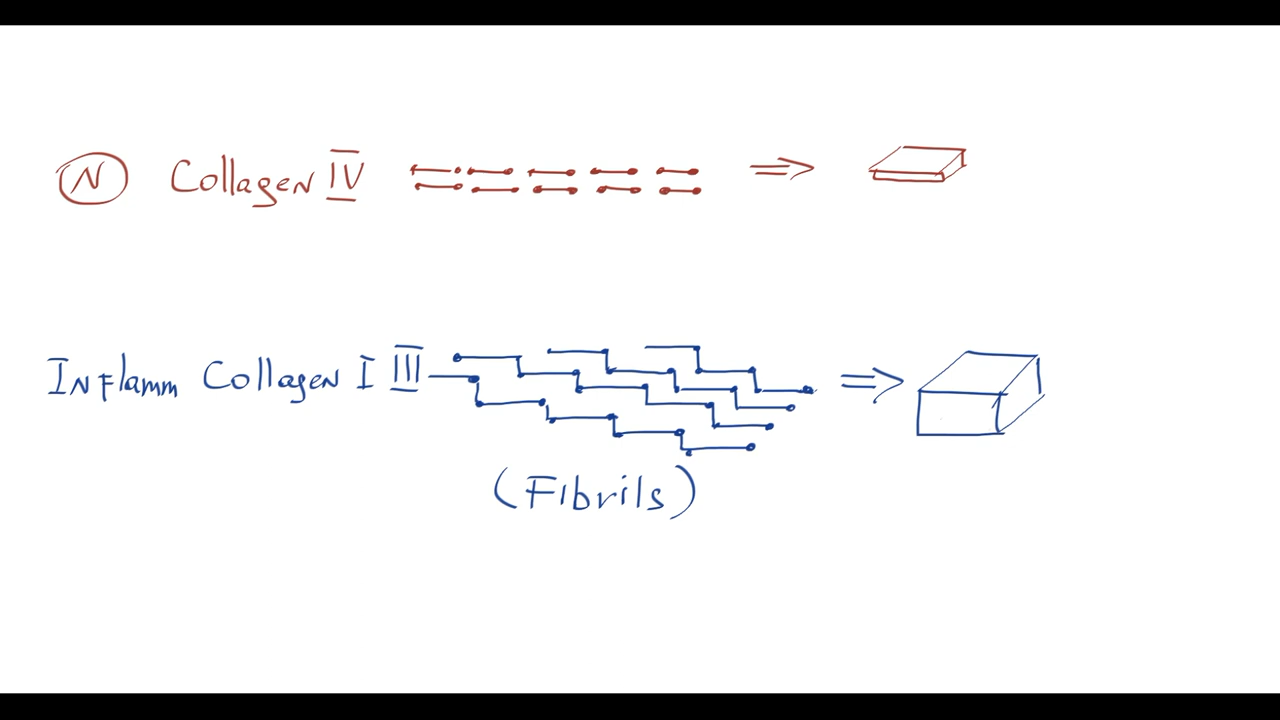 N Collagen IV ⇒
Inflamm Collagen I III ⇒
(Fibrils)